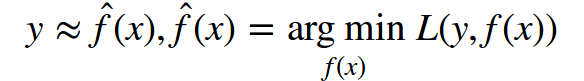 y ≈ f̂(x), f̂(x) = arg min L(y, f(x))
f(x)